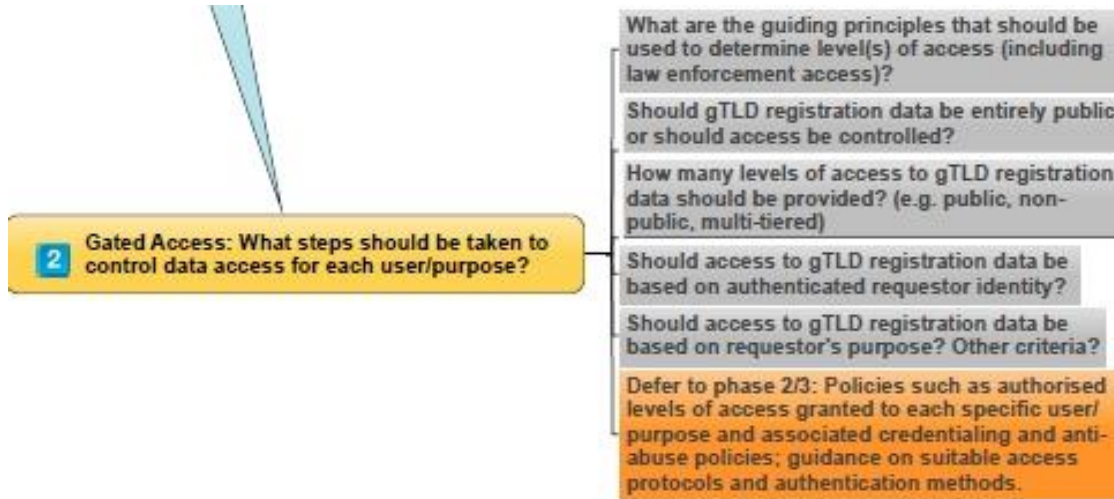 What are the guiding principles that should be
used to determine level(s) of access (including
law enforcement access)?
Should gTLD registration data be entirely public
or should access be controlled?
How many levels of access to gTLD registration
data should be provided? (e.g. public, non-
public, multi-tiered)
2
Gated Access: What steps should be taken to
control data access for each user/purpose?
Should access to gTLD registration data be
based on authenticated requestor identity?
Should access to gTLD registration data be
based on requestor's purpose? Other criteria?
Defer to phase 2/3: Policies such as authorised
levels of access granted to each specific user/
purpose and associated credentialing and anti-
abuse policies; guidance on suitable access
protocols and authentication methods.